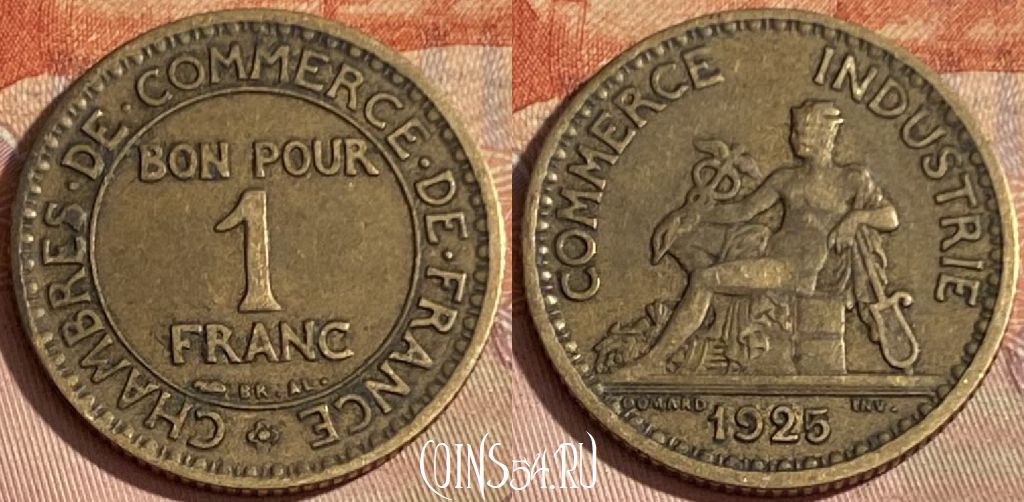 CHAMBRES · DE · COMMERCE · DE · FRANCE
BON POUR
1
FRANC
BR. AL.
COMMERCE INDUSTRIE
DOMARD INV.
1925
COINS54.RU